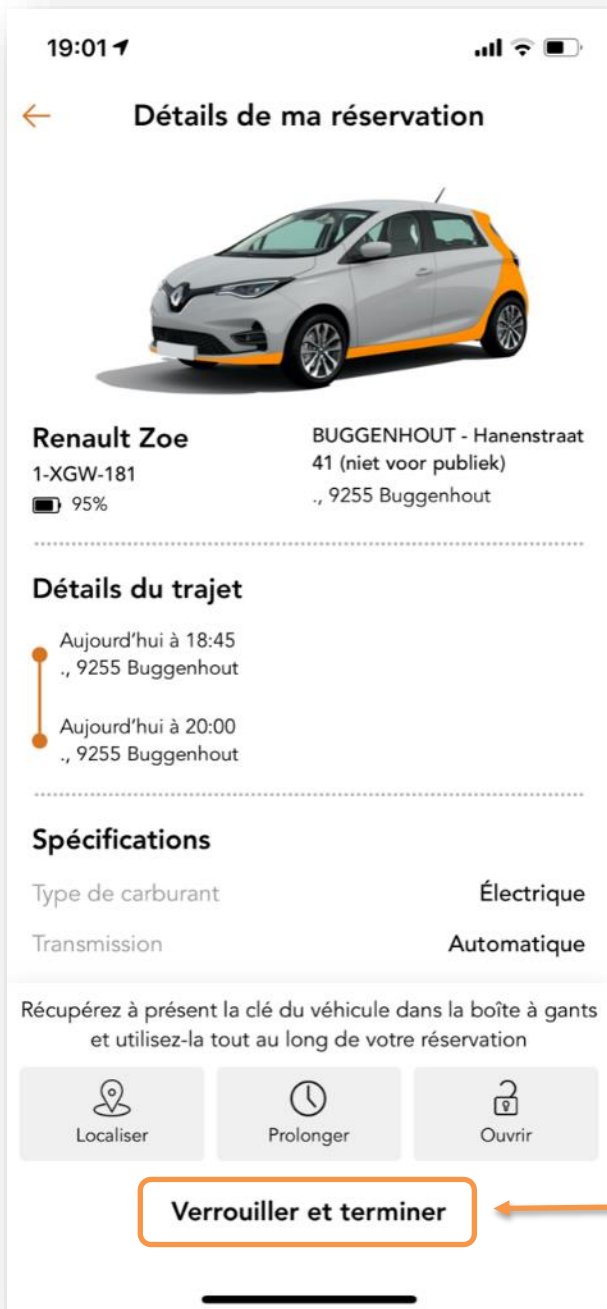 19:01
Détails de ma réservation
Renault Zoe
1-XGW-181
95%
BUGGENHOUT - Hanenstraat
41 (niet voor publiek)
., 9255 Buggenhout
Détails du trajet
Aujourd'hui à 18:45
., 9255 Buggenhout
Aujourd'hui à 20:00
., 9255 Buggenhout
Spécifications
Type de carburant Électrique
Transmission Automatique
Récupérez à présent la clé du véhicule dans la boîte à gants
et utilisez-la tout au long de votre réservation
Localiser Prolonger Ouvrir
Verrouiller et terminer